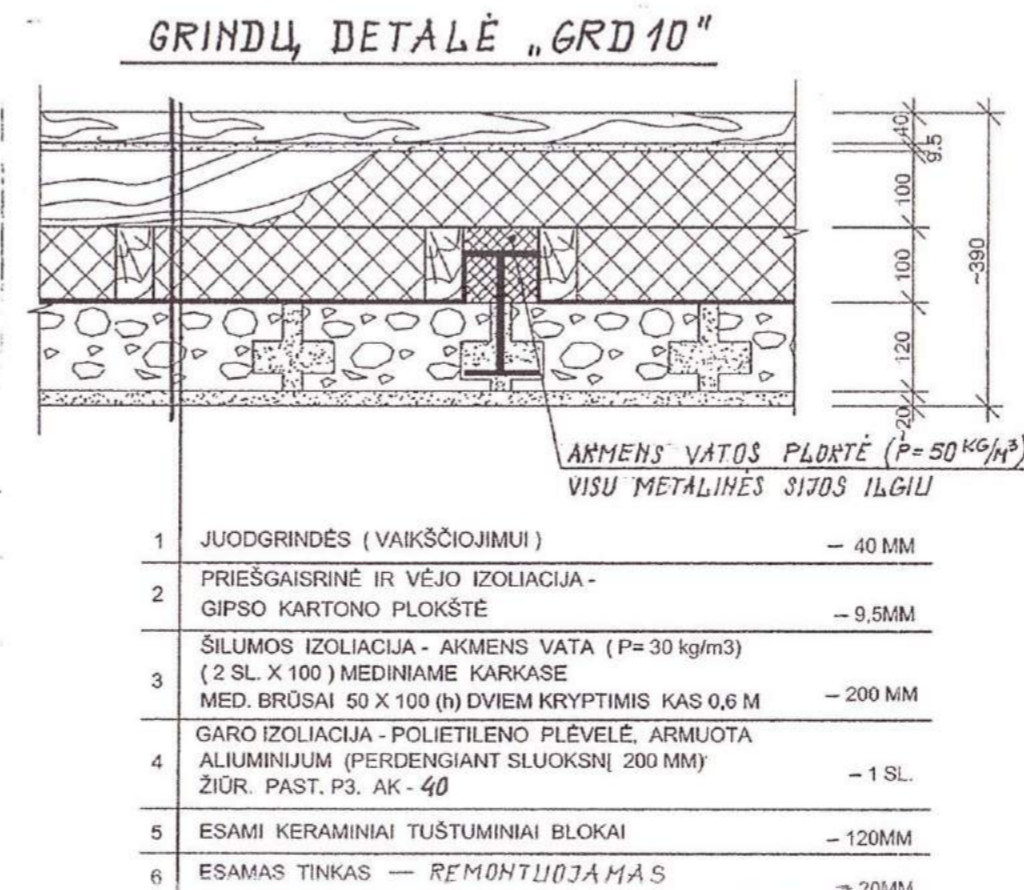 GRINDŲ DETALĖ „GRD 10"
40
9.5
100
100
120
20
~390
AKMENS VATOS PLOKTĖ (P= 50 KG/M³)
VISU METALINĖS SIJOS ILGIU
1 JUODGRINDĖS ( VAIKŠČIOJIMUI ) – 40 MM
2 PRIEŠGAISRINĖ IR VĖJO IZOLIACIJA -
GIPSO KARTONO PLOKŠTĖ – 9,5MM
3 ŠILUMOS IZOLIACIJA - AKMENS VATA ( P= 30 kg/m3)
( 2 SL. X 100 ) MEDINIAME KARKASE
MED. BRŪSAI 50 X 100 (h) DVIEM KRYPTIMIS KAS 0,6 M – 200 MM
4 GARO IZOLIACIJA - POLIETILENO PLĖVELĖ, ARMUOTA
ALIUMINIJUM (PERDENGIANT SLUOKSNĮ 200 MM)
ŽIŪR. PAST. P3. AK - 40 – 1 SL.
5 ESAMI KERAMINIAI TUŠTUMINIAI BLOKAI – 120MM
6 ESAMAS TINKAS — REMONTUOJAMAS – 20MM